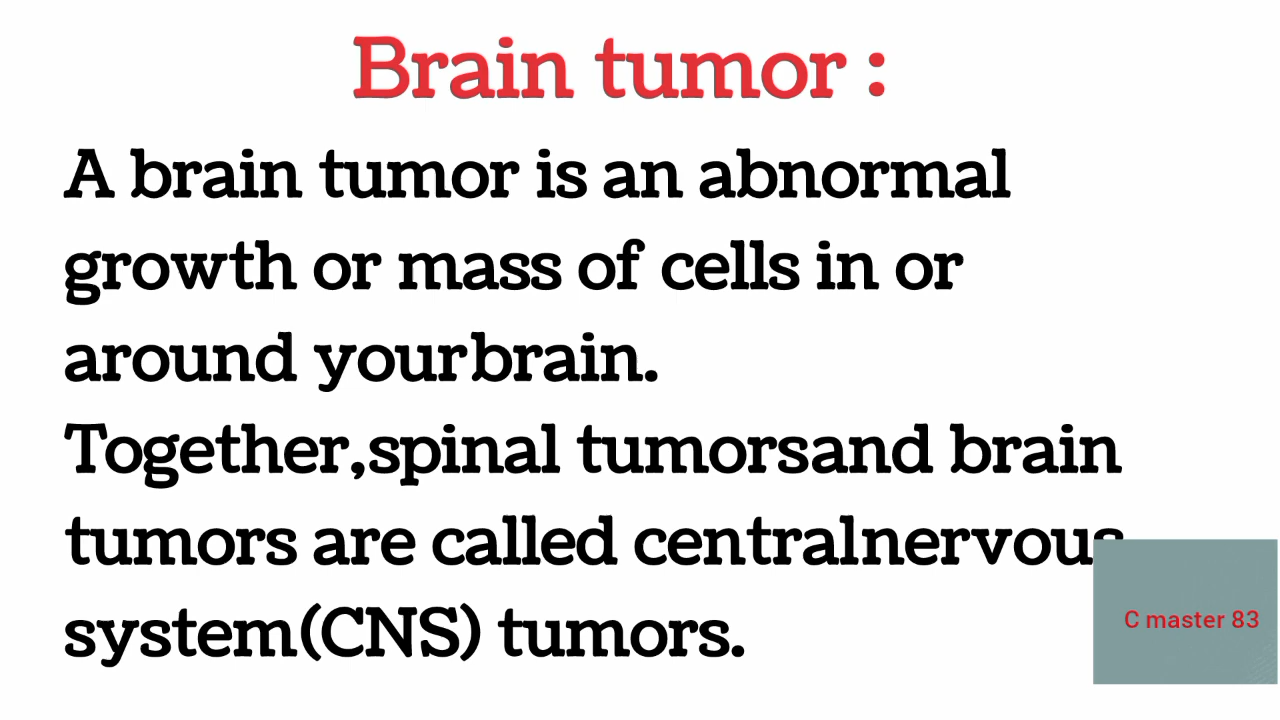 Brain tumor :
A brain tumor is an abnormal
growth or mass of cells in or
around yourbrain.
Together,spinal tumorsand brain
tumors are called centralnervous
system(CNS) tumors.
C master 83